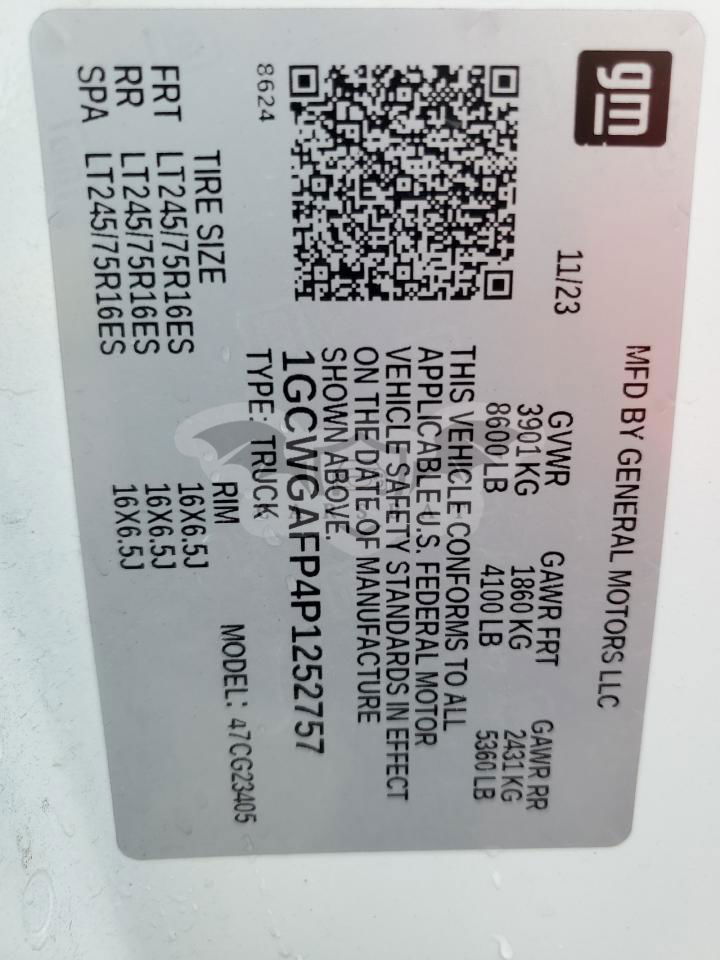 gm
MFD BY GENERAL MOTORS LLC
11/23
GVWR GAWR FRT GAWR RR
3901 KG 1860 KG 2431 KG
8600 LB 4100 LB 5360 LB
THIS VEHICLE CONFORMS TO ALL
APPLICABLE U.S. FEDERAL MOTOR
VEHICLE SAFETY STANDARDS IN EFFECT
ON THE DATE OF MANUFACTURE
SHOWN ABOVE.
1GCWGAFP4P1252757
TYPE: TRUCK
8624
MODEL: 47CG23405
TIRE SIZE RIM
FRT LT245/75R16ES 16X6.5J
RR LT245/75R16ES 16X6.5J
SPA LT245/75R16ES 16X6.5J